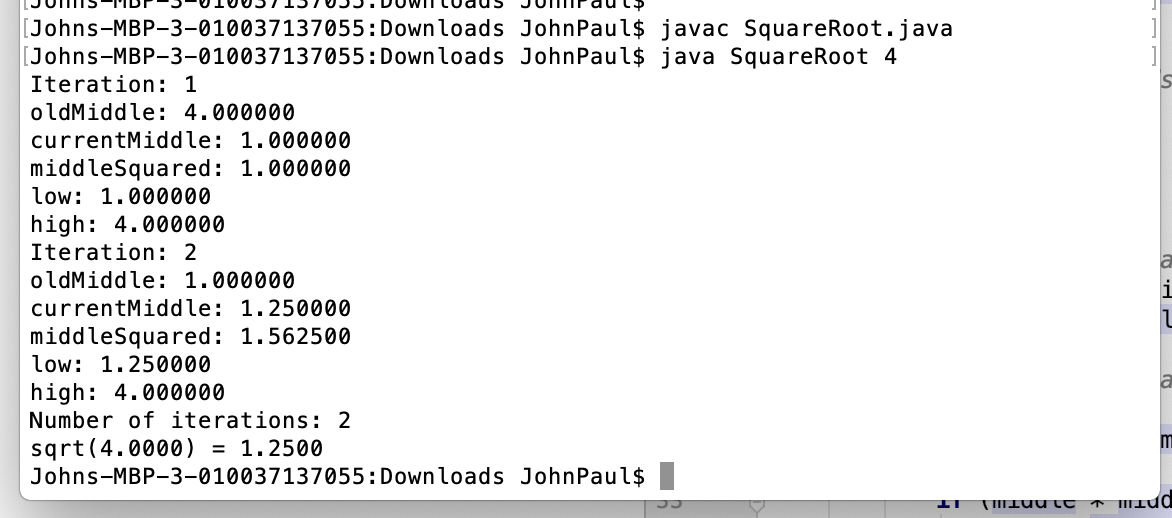 [Johns-MBP-3-010037137055:Downloads JohnPaul$ ]
[Johns-MBP-3-010037137055:Downloads JohnPaul$ javac SquareRoot.java ]
[Johns-MBP-3-010037137055:Downloads JohnPaul$ java SquareRoot 4 ]
Iteration: 1
oldMiddle: 4.000000
currentMiddle: 1.000000
middleSquared: 1.000000
low: 1.000000
high: 4.000000
Iteration: 2
oldMiddle: 1.000000
currentMiddle: 1.250000
middleSquared: 1.562500
low: 1.250000
high: 4.000000
Number of iterations: 2
sqrt(4.0000) = 1.2500
Johns-MBP-3-010037137055:Downloads JohnPaul$
if (middle * midd